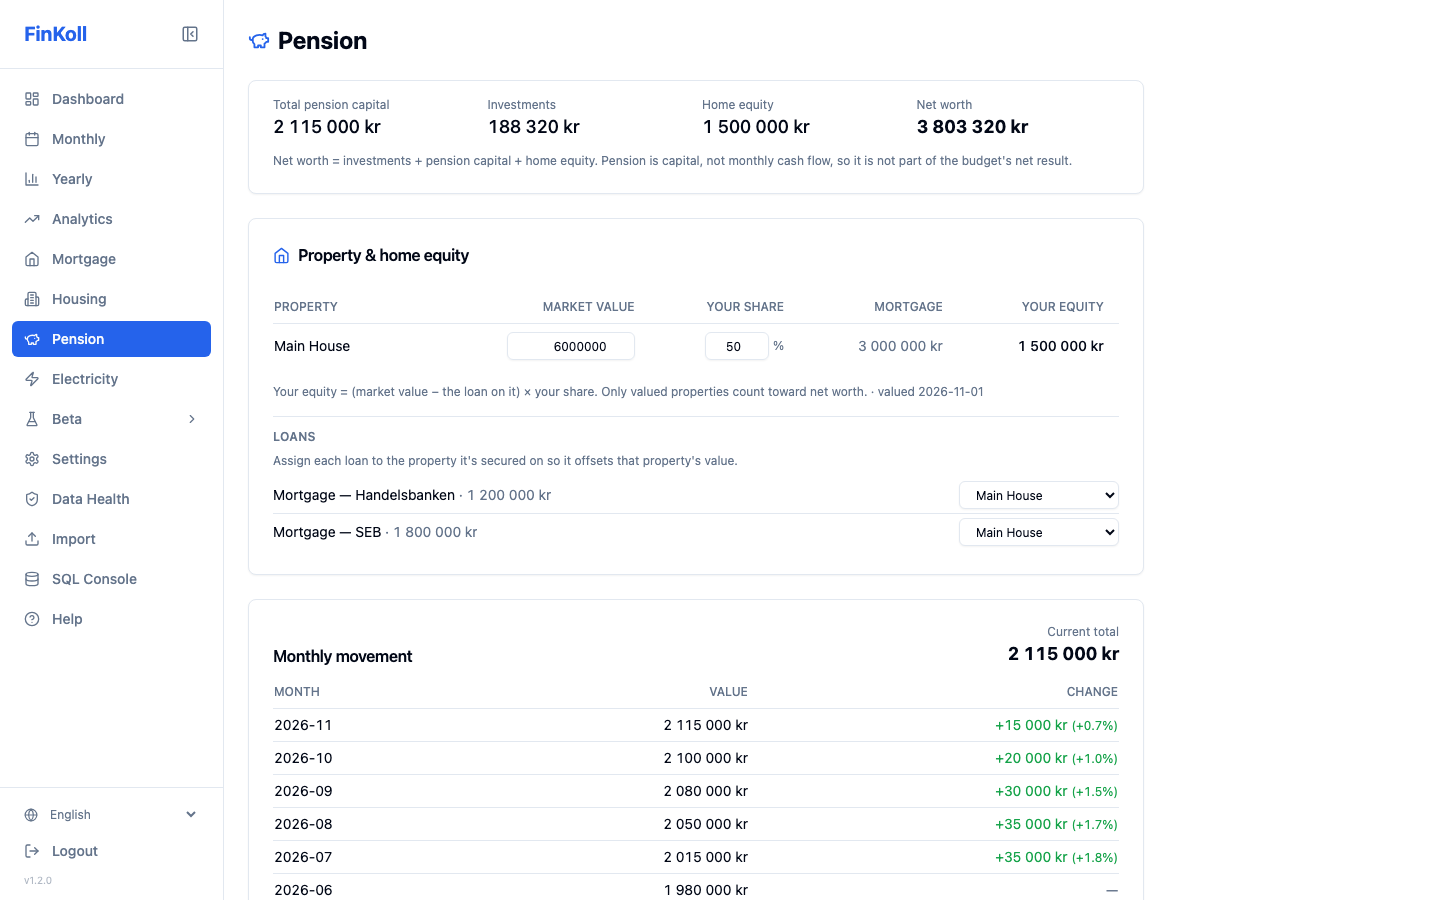 FinKoll
Dashboard
Monthly
Yearly
Analytics
Mortgage
Housing
Pension
Electricity
Beta
Settings
Data Health
Import
SQL Console
Help
English
Logout
v1.2.0
Pension
Total pension capital
2 115 000 kr
Investments
188 320 kr
Home equity
1 500 000 kr
Net worth
3 803 320 kr
Net worth = investments + pension capital + home equity. Pension is capital, not monthly cash flow, so it is not part of the budget's net result.
Property & home equity
PROPERTY MARKET VALUE YOUR SHARE MORTGAGE YOUR EQUITY
Main House 6000000 50 % 3 000 000 kr 1 500 000 kr
Your equity = (market value − the loan on it) × your share. Only valued properties count toward net worth. · valued 2026-11-01
LOANS
Assign each loan to the property it's secured on so it offsets that property's value.
Mortgage — Handelsbanken · 1 200 000 kr Main House
Mortgage — SEB · 1 800 000 kr Main House
Current total
Monthly movement 2 115 000 kr
MONTH VALUE CHANGE
2026-11 2 115 000 kr +15 000 kr (+0.7%)
2026-10 2 100 000 kr +20 000 kr (+1.0%)
2026-09 2 080 000 kr +30 000 kr (+1.5%)
2026-08 2 050 000 kr +35 000 kr (+1.7%)
2026-07 2 015 000 kr +35 000 kr (+1.8%)
2026-06 1 980 000 kr —